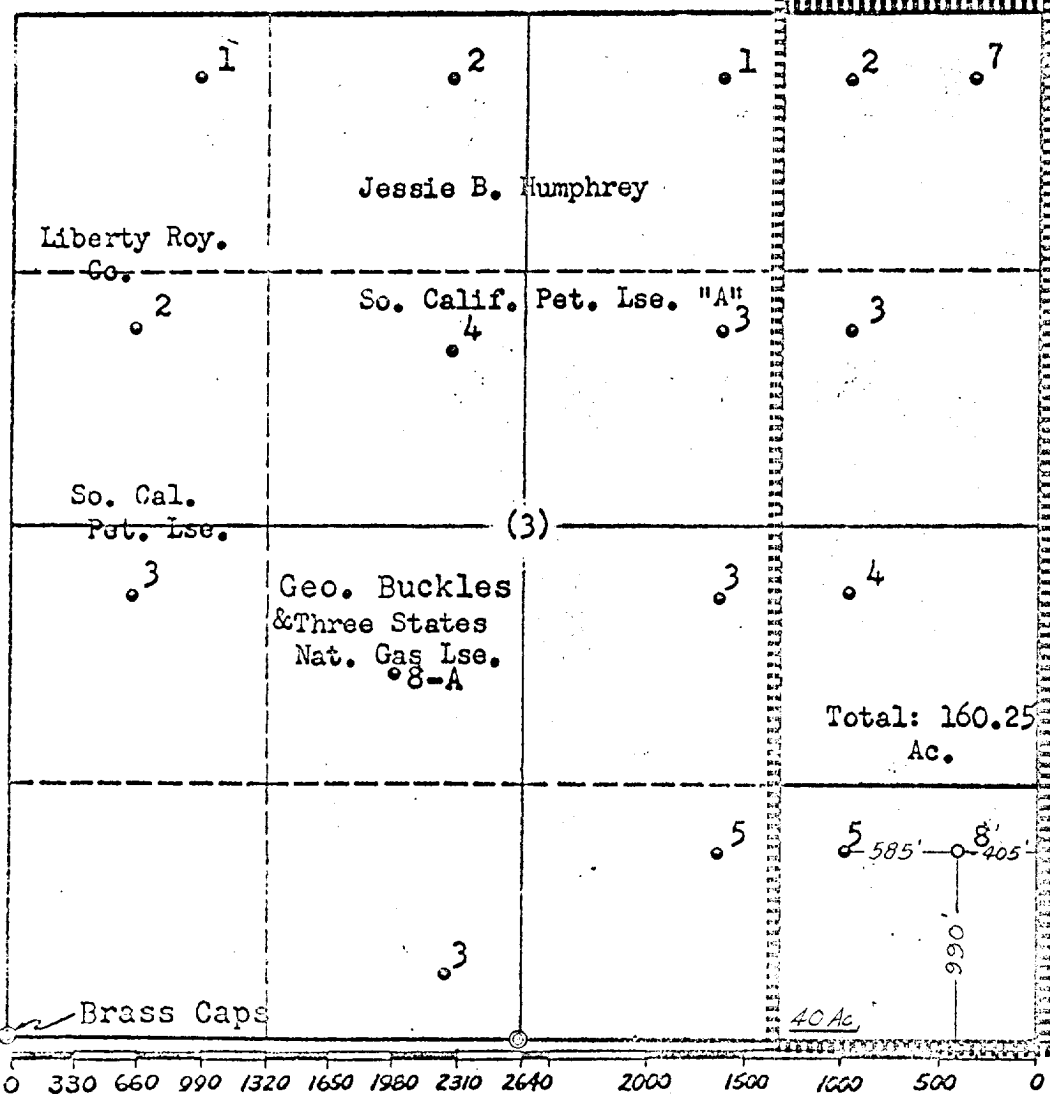 1 2 1 2 7
Jessie B. Humphrey
Liberty Roy.
Co.
So. Calif. Pet. Lse. "A"
2 4 3 3
So. Cal.
Pet. Lse.
(3)
3 3 4
Geo. Buckles
&Three States
Nat. Gas Lse.
8-A
Total: 160.25
Ac.
5 5 585' 8' 405'
990'
3
Brass Caps
40 Ac.
0 330 660 990 1320 1650 1980 2310 2640 2000 1500 1000 500 0